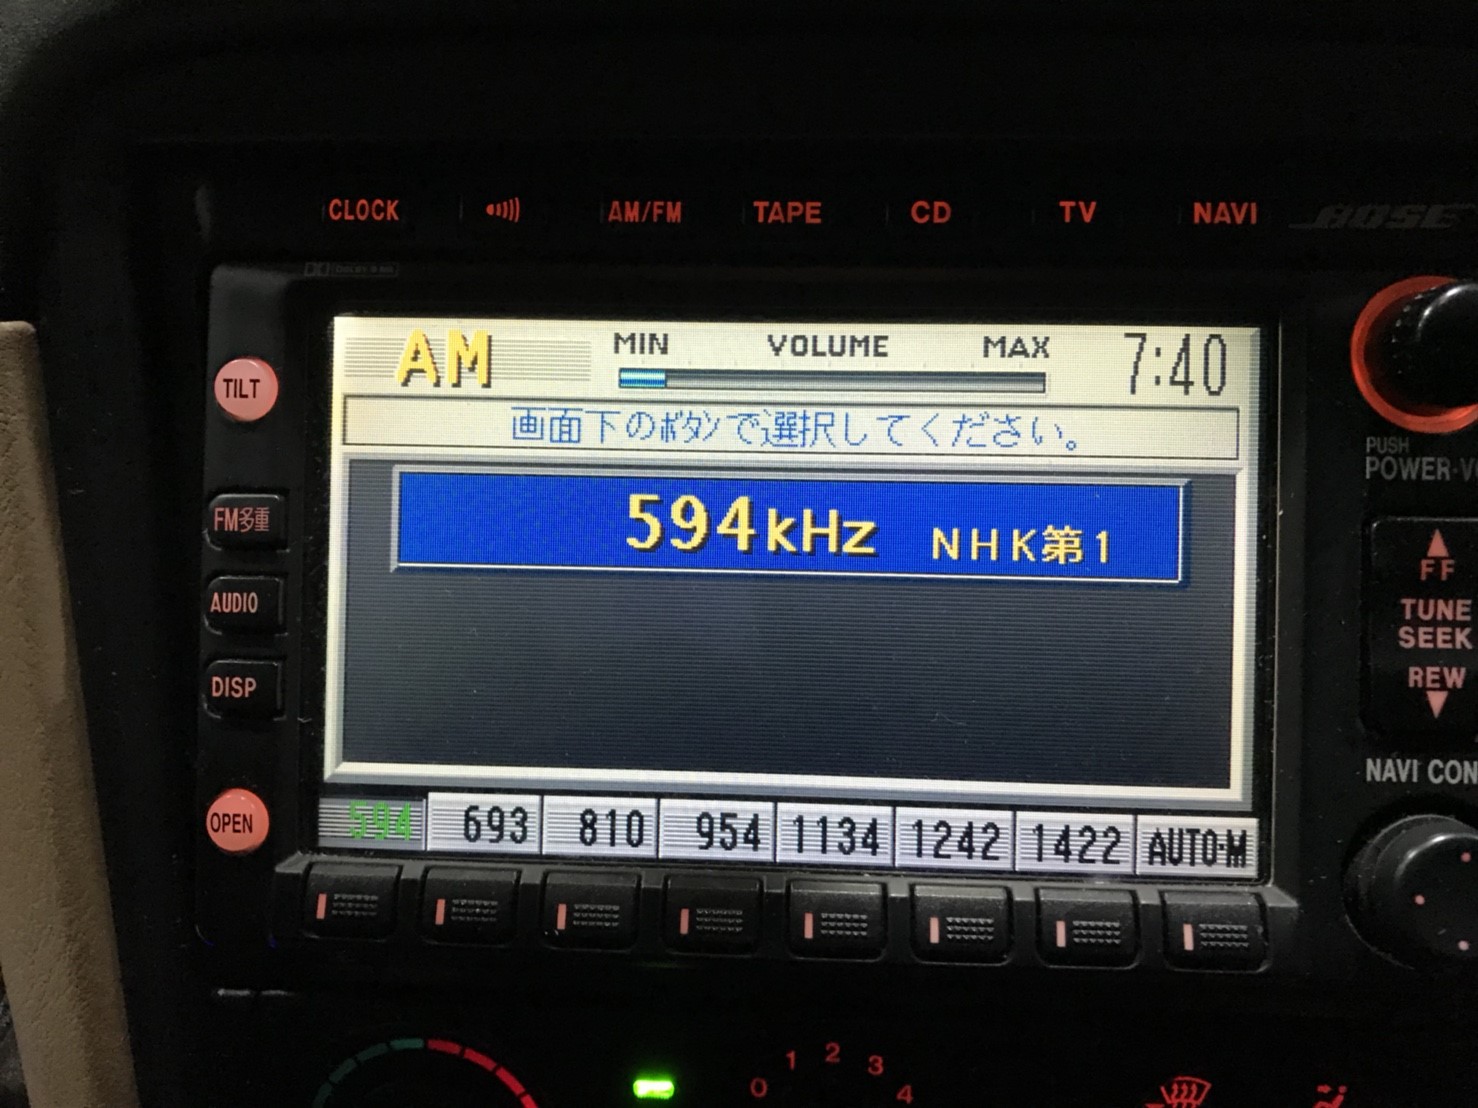 CLOCK AM/FM TAPE CD TV NAVI BOSE
AM MIN VOLUME MAX 7:40
TILT
画面下のボタンで選択してください。
PUSH
POWER・V
594kHz NHK第1
FM多重
FF
AUDIO
TUNE
SEEK
DISP
REW
NAVI CON
OPEN
594 693 810 954 1134 1242 1422 AUTO・M
0 1 2 3 4